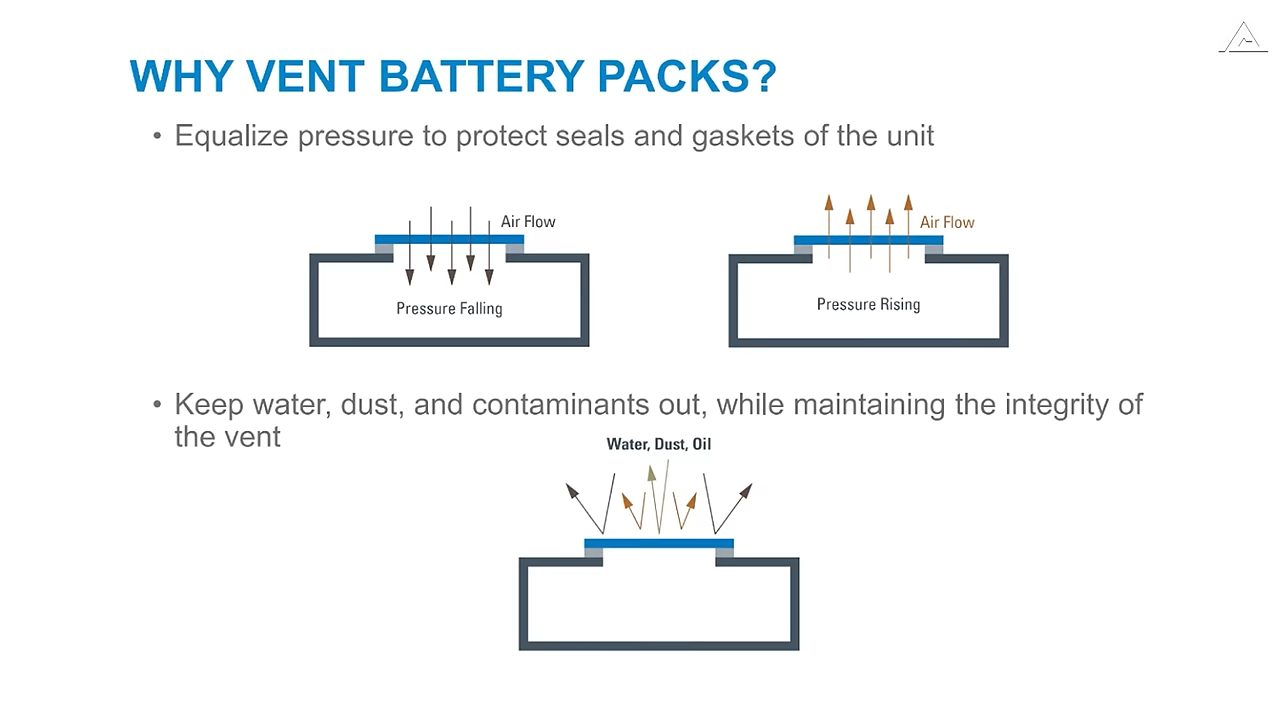 WHY VENT BATTERY PACKS?
• Equalize pressure to protect seals and gaskets of the unit
Air Flow
Pressure Falling
Air Flow
Pressure Rising
• Keep water, dust, and contaminants out, while maintaining the integrity of
the vent
Water, Dust, Oil